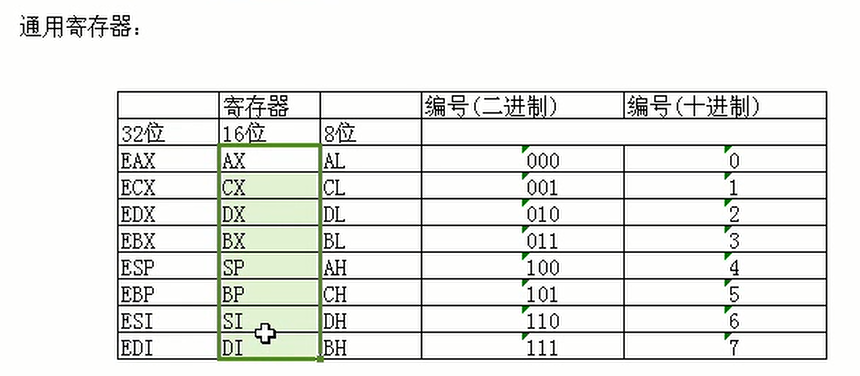 通用寄存器:
寄存器 编号(二进制) 编号(十进制)
32位 16位 8位
EAX AX AL 000 0
ECX CX CL 001 1
EDX DX DL 010 2
EBX BX BL 011 3
ESP SP AH 100 4
EBP BP CH 101 5
ESI SI DH 110 6
EDI DI BH 111 7